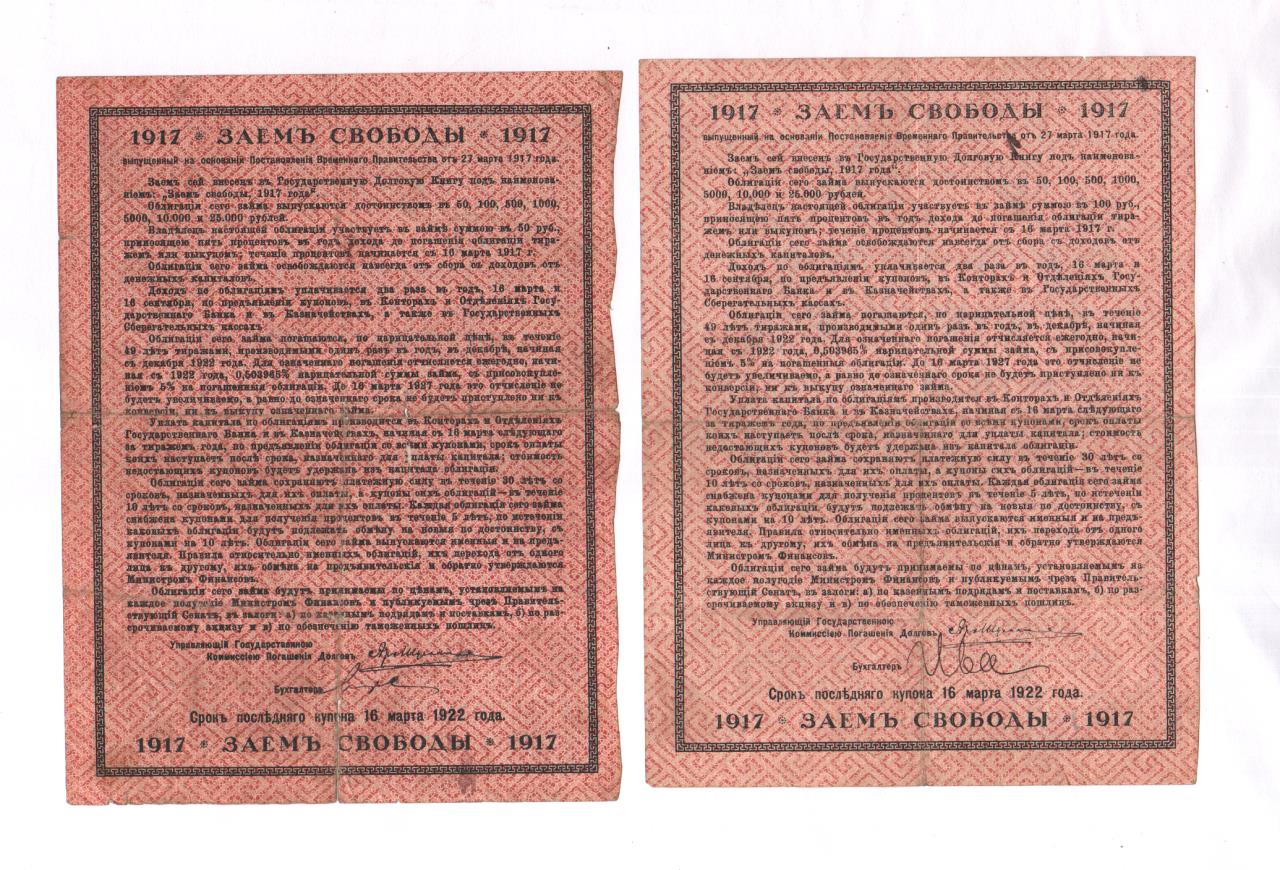 1917 * ЗАЕМЪ СВОБОДЫ * 1917
выпущенный на основаніи Постановленія Временнаго Правительства отъ 27 марта 1917 года.
Заемъ сей внесенъ въ Государственную Долговую Книгу подъ наименова-
ніемъ: „Заемъ свободы, 1917 года".
Облигаціи сего займа выпускаются достоинствомъ въ 50, 100, 500, 1000,
5000, 10.000 и 25.000 рублей.
Владѣлецъ настоящей облигаціи участвуетъ въ займѣ суммою въ 50 руб.,
приносящею пять процентовъ въ годъ дохода до погашенія облигаціи тира-
жемъ или выкупомъ; теченіе процентовъ начинается съ 16 марта 1917 г.
Облигаціи сего займа освобождаются навсегда отъ сбора съ доходовъ отъ
денежныхъ капиталовъ.
Доходъ по облигаціямъ уплачивается два раза въ годъ, 16 марта и
16 сентября, по предъявленіи купоновъ, въ Конторахъ и Отдѣленіяхъ Госу-
дарственнаго Банка и въ Казначействахъ, а также въ Государственныхъ
Сберегательныхъ кассахъ
Облигаціи сего займа погашаются, по нарицательной цѣнѣ, въ теченіе
49 лѣтъ тиражами, производимыми одинъ разъ въ годъ, въ декабрѣ, начиная
съ декабря 1922 года. Для означеннаго погашенія отчисляется ежегодно, начи-
ная съ 1922 года, 0,503965% нарицательной суммы займа, съ присовокупле-
ніемъ 5% на погашенныя облигаціи. До 16 марта 1927 года это отчисленіе не
будетъ увеличиваемо, а равно до означеннаго срока не будетъ приступлено ни къ
конверсіи, ни къ выкупу означеннаго займа.
Уплата капитала по облигаціямъ производится въ Конторахъ и Отдѣленіяхъ
Государственнаго Банка и въ Казначействахъ, начиная съ 16 марта слѣдующаго
за тиражемъ года, по предъявленіи облигаціи со всѣми купонами, срокъ оплаты
коихъ наступаетъ послѣ срока, назначеннаго для уплаты капитала; стоимость
недостающихъ купоновъ будетъ удержана изъ капитала облигаціи.
Облигаціи сего займа сохраняютъ платежную силу въ теченіе 30 лѣтъ со
сроковъ, назначенныхъ для ихъ оплаты, а купоны сихъ облигацій—въ теченіе
10 лѣтъ со сроковъ, назначенныхъ для ихъ оплаты. Каждая облигація сего займа
снабжена купонами для полученія процентовъ въ теченіе 5 лѣтъ, по истеченіи
каковыхъ облигаціи будутъ подлежать обмѣну на новыя по достоинству, съ
купонами на 10 лѣтъ. Облигаціи сего займа выпускаются именныя и на предъ-
явителя. Правила относительно именныхъ облигацій, ихъ перехода отъ одного
лица къ другому, ихъ обмѣна на предъявительскія и обратно утверждаются
Министромъ Финансовъ.
Облигаціи сего займа будутъ принимаемы по цѣнамъ, установляемымъ на
каждое полугодіе Министромъ Финансовъ и публикуемымъ чрезъ Правитель-
ствующій Сенатъ, въ залоги: а) по казеннымъ подрядамъ и поставкамъ, б) по раз-
срочиваемому акцизу и в) по обезпеченію таможенныхъ пошлинъ.
Управляющій Государственною
Коммиссіею Погашенія Долговъ
Бухгалтеръ
Срокъ послѣдняго купона 16 марта 1922 года.
1917 * ЗАЕМЪ СВОБОДЫ * 1917
1917 * ЗАЕМЪ СВОБОДЫ * 1917
выпущенный на основаніи Постановленія Временнаго Правительства отъ 27 марта 1917 года.
Заемъ сей внесенъ въ Государственную Долговую Книгу подъ наименова-
ніемъ: „Заемъ свободы, 1917 года".
Облигаціи сего займа выпускаются достоинствомъ въ 50, 100, 500, 1000,
5000, 10.000 и 25.000 рублей.
Владѣлецъ настоящей облигаціи участвуетъ въ займѣ суммою въ 100 руб.,
приносящею пять процентовъ въ годъ дохода до погашенія облигаціи тира-
жемъ или выкупомъ; теченіе процентовъ начинается съ 16 марта 1917 г.
Облигаціи сего займа освобождаются навсегда отъ сбора съ доходовъ отъ
денежныхъ капиталовъ.
Доходъ по облигаціямъ уплачивается два раза въ годъ, 16 марта и
16 сентября, по предъявленіи купоновъ, въ Конторахъ и Отдѣленіяхъ Госу-
дарственнаго Банка и въ Казначействахъ, а также въ Государственныхъ
Сберегательныхъ кассахъ.
Облигаціи сего займа погашаются, по нарицательной цѣнѣ, въ теченіе
49 лѣтъ тиражами, производимыми одинъ разъ въ годъ, въ декабрѣ, начиная
съ декабря 1922 года. Для означеннаго погашенія отчисляется ежегодно, начи-
ная съ 1922 года, 0,503965% нарицательной суммы займа, съ присовокупле-
ніемъ 5% на погашенныя облигаціи. До 16 марта 1927 года это отчисленіе не
будетъ увеличиваемо, а равно до означеннаго срока не будетъ приступлено ни къ
конверсіи, ни къ выкупу означеннаго займа.
Уплата капитала по облигаціямъ производится въ Конторахъ и Отдѣленіяхъ
Государственнаго Банка и въ Казначействахъ, начиная съ 16 марта слѣдующаго
за тиражемъ года, по предъявленіи облигаціи со всѣми купонами, срокъ оплаты
коихъ наступаетъ послѣ срока, назначеннаго для уплаты капитала; стоимость
недостающихъ купоновъ будетъ удержана изъ капитала облигаціи.
Облигаціи сего займа сохраняютъ платежную силу въ теченіе 30 лѣтъ со
сроковъ, назначенныхъ для ихъ оплаты, а купоны сихъ облигацій—въ теченіе
10 лѣтъ со сроковъ, назначенныхъ для ихъ оплаты. Каждая облигація сего займа
снабжена купонами для полученія процентовъ въ теченіе 5 лѣтъ, по истеченіи
каковыхъ облигаціи будутъ подлежать обмѣну на новыя по достоинству, съ
купонами на 10 лѣтъ. Облигаціи сего займа выпускаются именныя и на предъ-
явителя. Правила относительно именныхъ облигацій, ихъ перехода отъ одного
лица къ другому, ихъ обмѣна на предъявительскія и обратно утверждаются
Министромъ Финансовъ.
Облигаціи сего займа будутъ принимаемы по цѣнамъ, установляемымъ на
каждое полугодіе Министромъ Финансовъ и публикуемымъ чрезъ Правитель-
ствующій Сенатъ, въ залоги: а) по казеннымъ подрядамъ и поставкамъ, б) по раз-
срочиваемому акцизу и в) по обезпеченію таможенныхъ пошлинъ.
Управляющій Государственною
Коммиссіею Погашенія Долговъ
Бухгалтеръ
Срокъ послѣдняго купона 16 марта 1922 года.
1917 * ЗАЕМЪ СВОБОДЫ * 1917